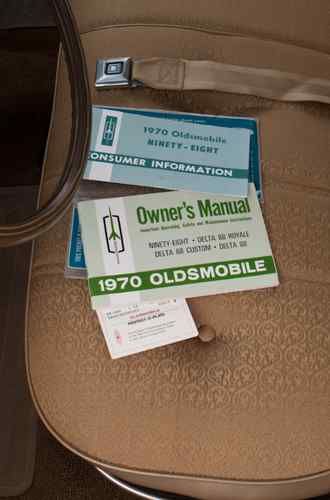 1970 Oldsmobile
NINETY-EIGHT
CONSUMER INFORMATION
Owner's Manual
Important Operating, Safety and Maintenance Instructions
NINETY-EIGHT • DELTA 88 ROYALE
DELTA 88 CUSTOM • DELTA 88
1970 OLDSMOBILE